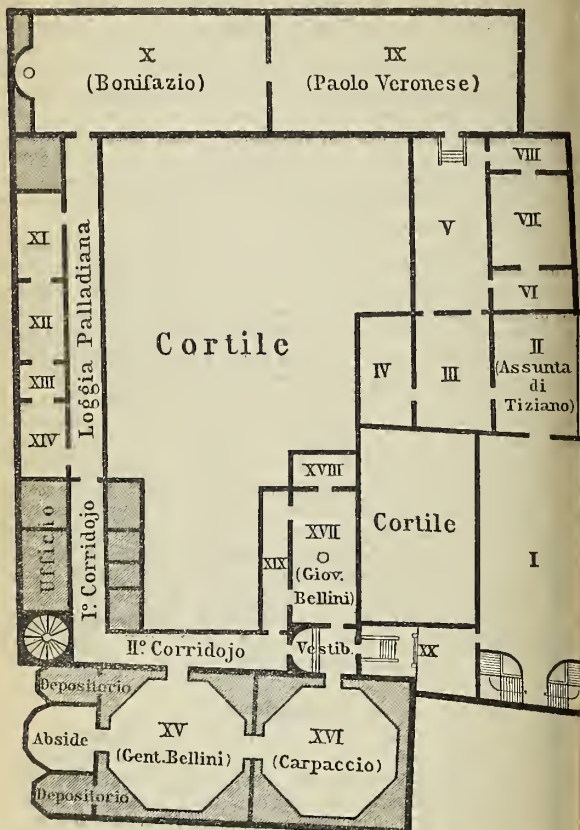 X
(Bonifazio)
IX
(Paolo Veronese)
VIII
V
VII
VI
XI
Loggia Palladiana
XII
XIII
XIV
Cortile
IV
III
II
(Assunta
di
Tiziano)
XVIII
XVII
(Giov.
Bellini)
XIX
Cortile
I
Ufficio
Iº. Corridojo
IIº. Corridojo
Vestib.
XX
Depositorio
Abside
Depositorio
XV
(Gent. Bellini)
XVI
(Carpaccio)